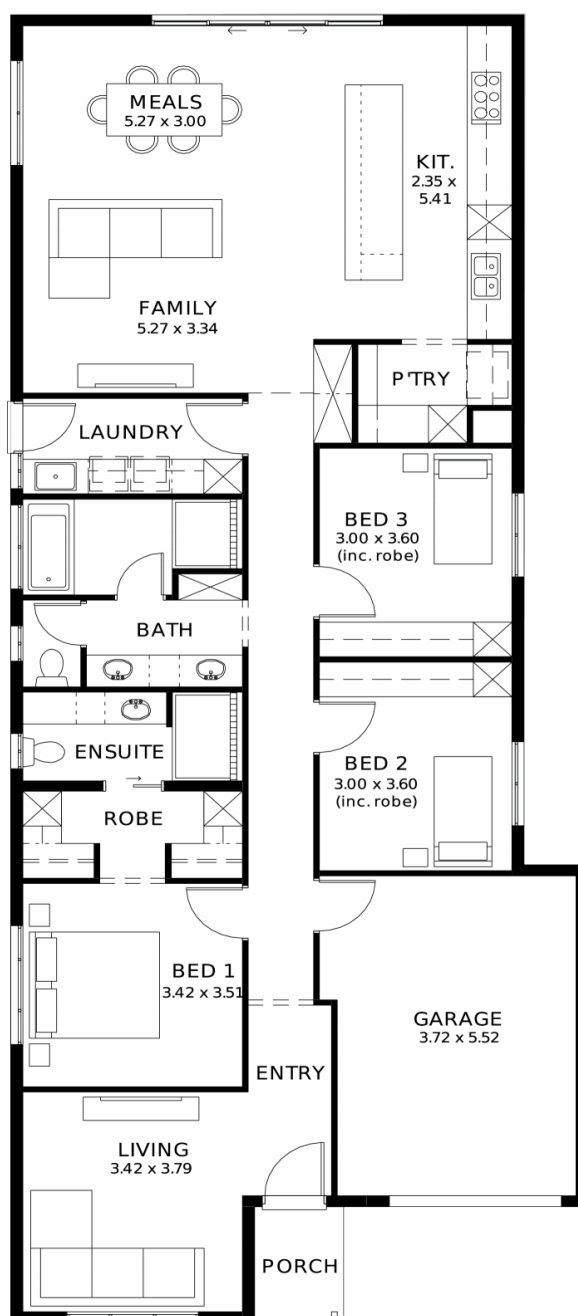 MEALS
5.27 x 3.00
KIT.
2.35 x
5.41
FAMILY
5.27 x 3.34
P'TRY
LAUNDRY
BED 3
3.00 x 3.60
(inc. robe)
BATH
ENSUITE
BED 2
3.00 x 3.60
(inc. robe)
ROBE
BED 1
3.42 x 3.51
GARAGE
3.72 x 5.52
ENTRY
LIVING
3.42 x 3.79
PORCH